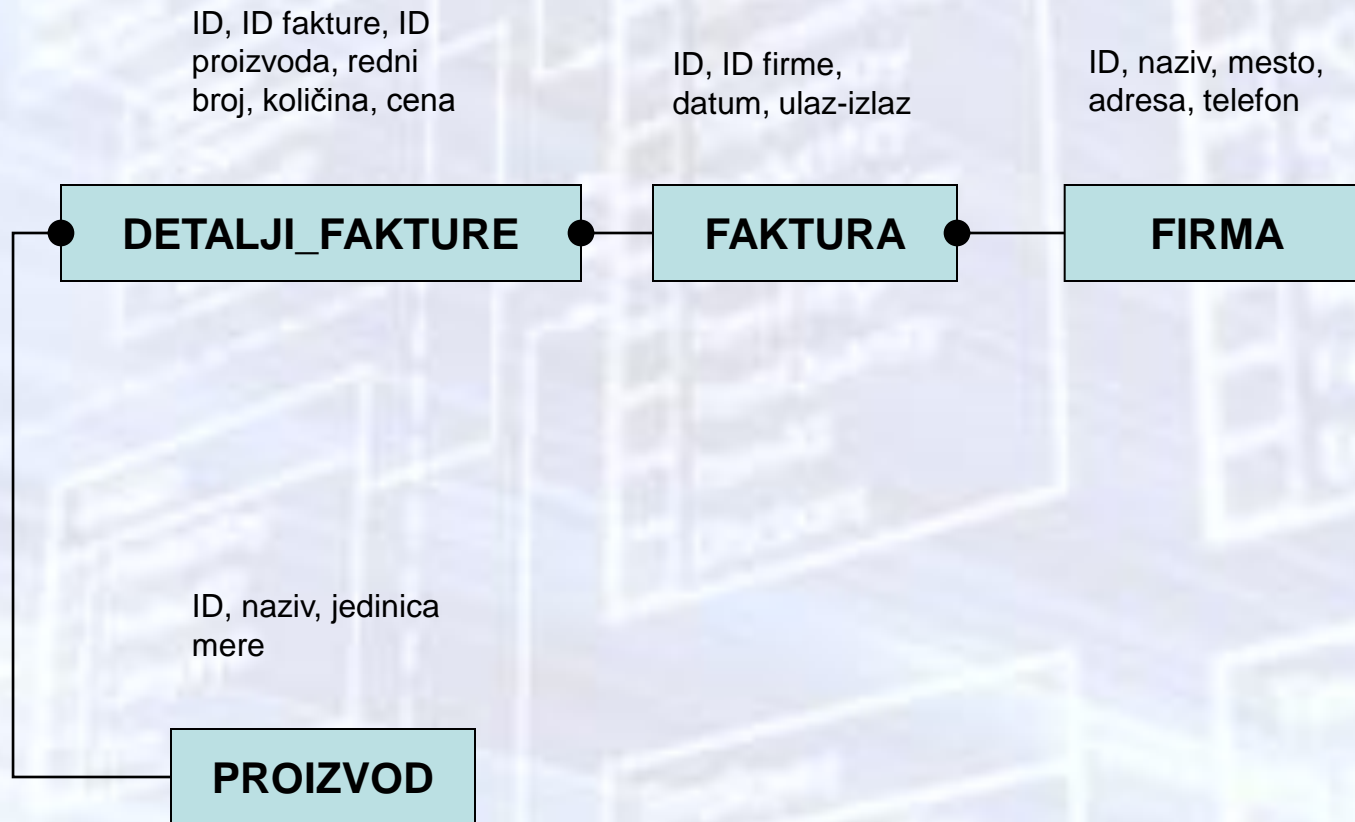 ID, ID fakture, ID
proizvoda, redni
broj, količina, cena
ID, ID firme,
datum, ulaz-izlaz
ID, naziv, mesto,
adresa, telefon
DETALJI_FAKTURE
FAKTURA
FIRMA
ID, naziv, jedinica
mere
PROIZVOD